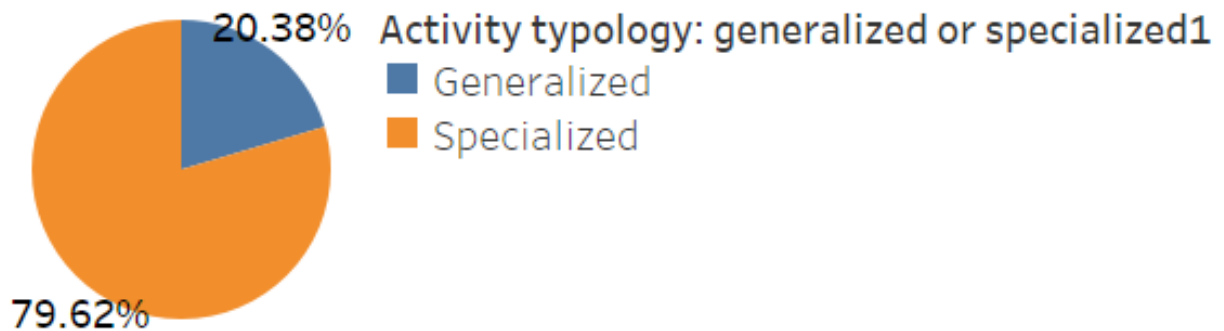 20.38%
Activity typology: generalized or specialized1
Generalized
Specialized
79.62%